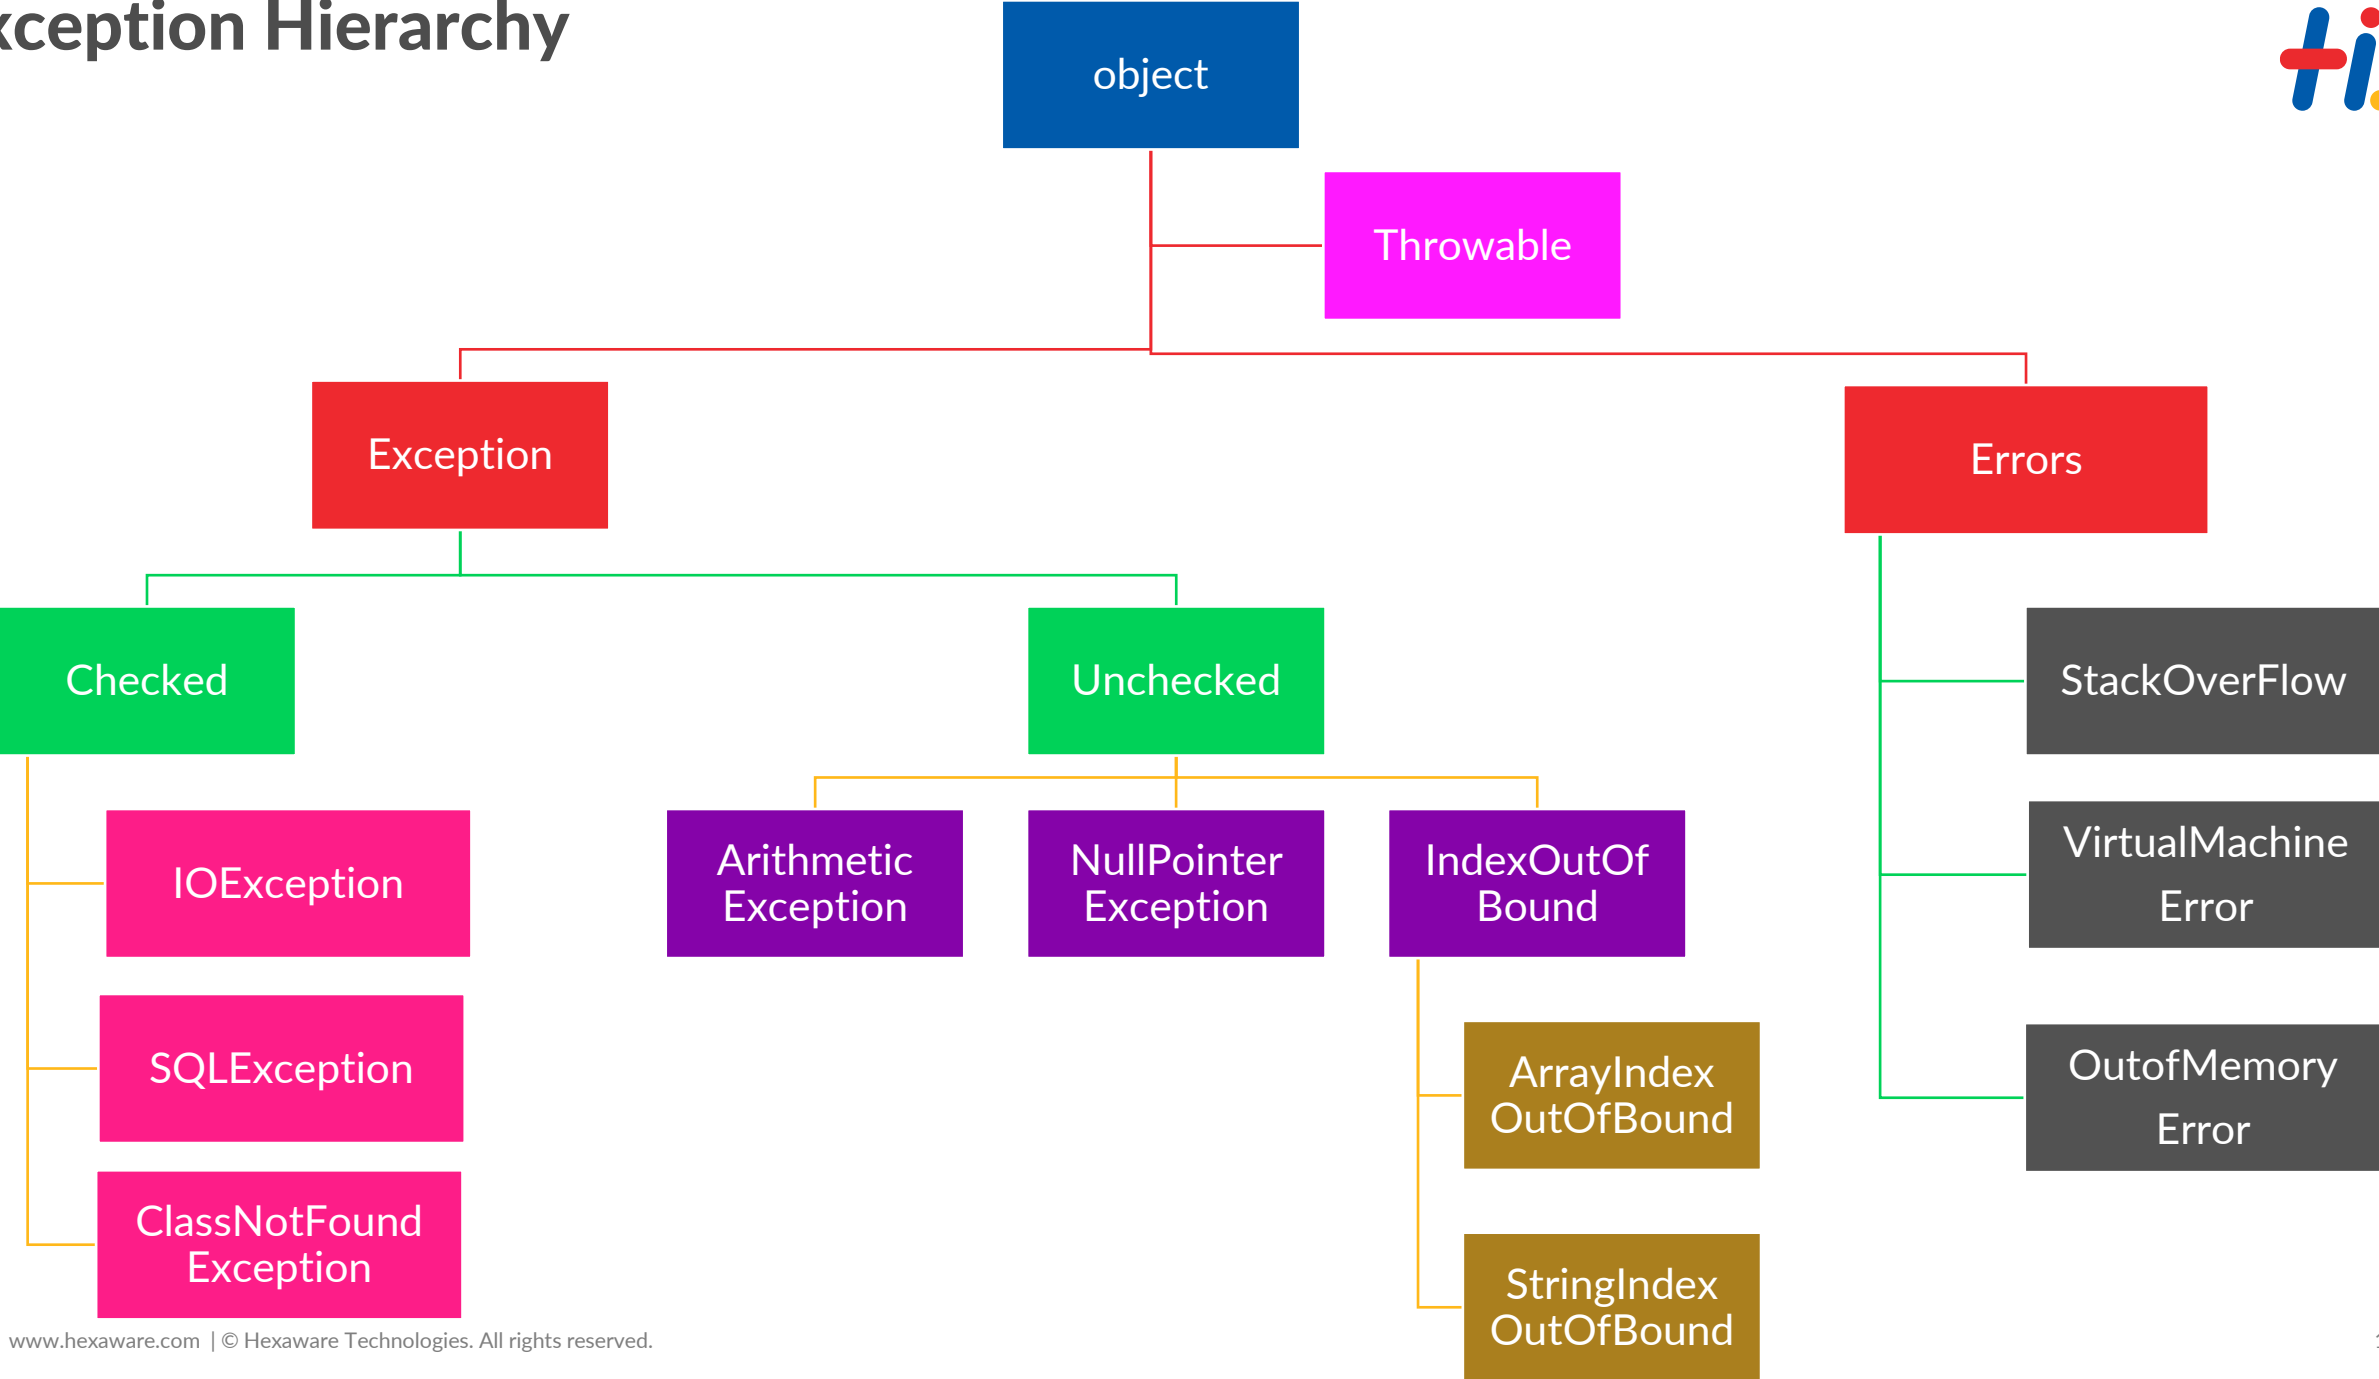 xception Hierarchy
object
Throwable
Exception
Errors
Checked
Unchecked
StackOverFlow
IOException
Arithmetic
Exception
NullPointer
Exception
IndexOutOf
Bound
VirtualMachine
Error
SQLException
ArrayIndex
OutOfBound
OutofMemory
Error
ClassNotFound
Exception
StringIndex
OutOfBound
www.hexaware.com | © Hexaware Technologies. All rights reserved.